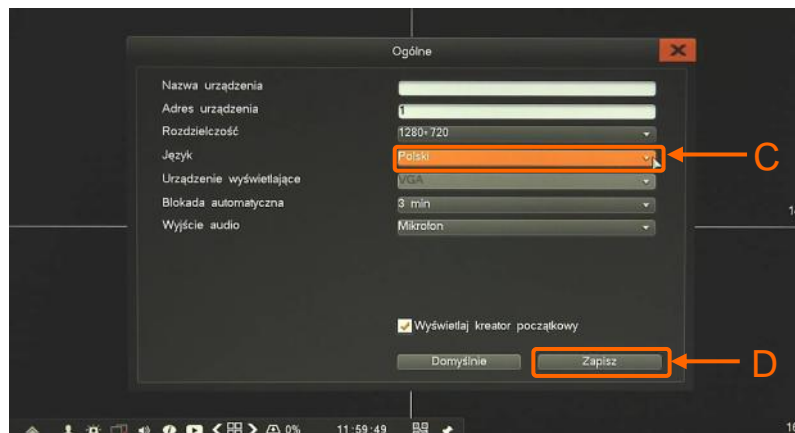 Ogólne
Nazwa urządzenia
Adres urządzenia 1
Rozdzielczość 1280*720
Język Polski
C
Urządzenie wyświetlające VGA
Blokada automatyczna 3 min
Wyjście audio Mikrofon
Wyświetlaj kreator początkowy
Domyślnie Zapisz
D
0% 11:59:49